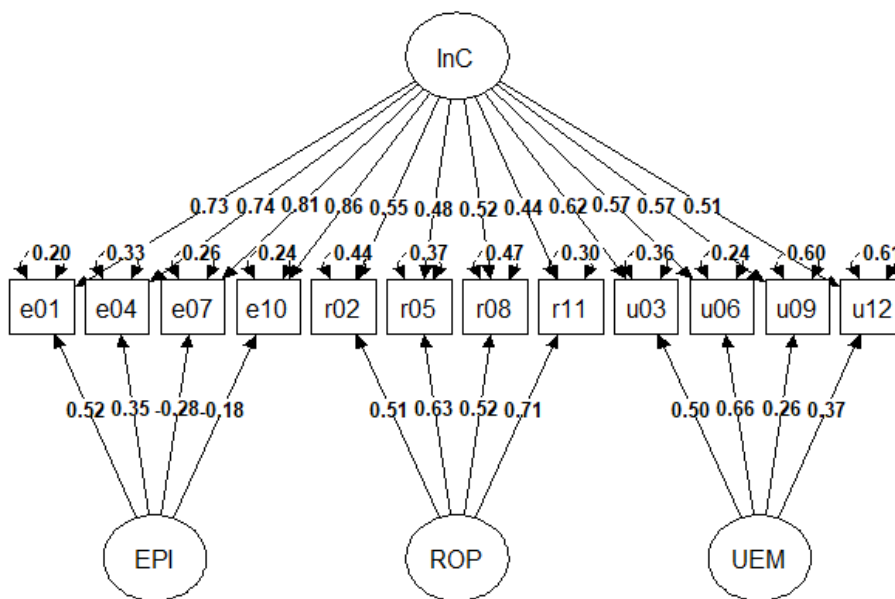 InC
0.73 0.74 0.81 0.86 0.55 0.48 0.52 0.44 0.62 0.57 0.57 0.51
0.20 0.33 0.26 0.24 0.44 0.37 0.47 0.30 0.36 0.24 0.60 0.61
e01 e04 e07 e10 r02 r05 r08 r11 u03 u06 u09 u12
0.52 0.35 -0.28 -0.18 0.51 0.63 0.52 0.71 0.50 0.66 0.26 0.37
EPI ROP UEM